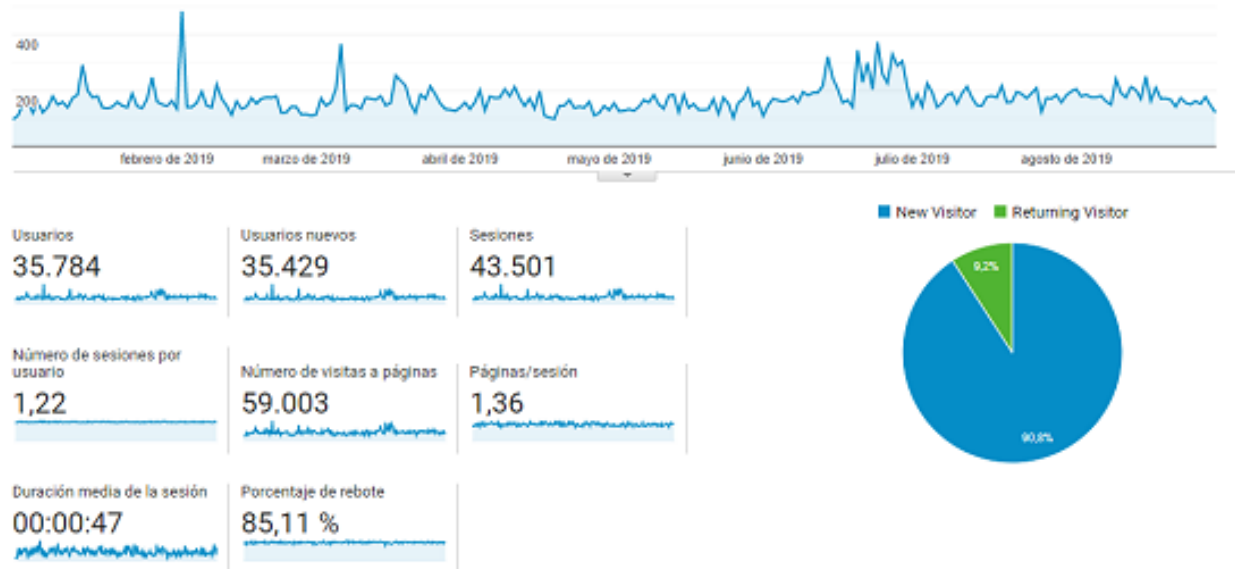 400
200
febrero de 2019
marzo de 2019
abril de 2019
mayo de 2019
junio de 2019
julio de 2019
agosto de 2019
New Visitor
Returning Visitor
Usuarios
35.784
Usuarios nuevos
35.429
Sesiones
43.501
Número de sesiones por
usuario
1,22
Número de visitas a páginas
59.003
Páginas/sesión
1,36
Duración media de la sesión
00:00:47
Porcentaje de rebote
85,11 %
9,2%
90,8%